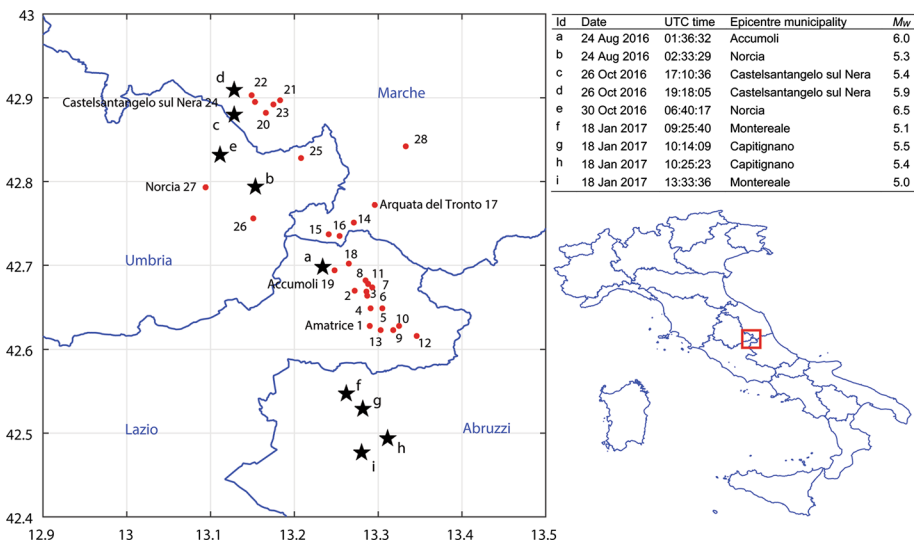 43
42.9
42.8
42.7
42.6
42.5
42.4
12.9
13
13.1
13.2
13.3
13.4
13.5
d
22
21
Castelsantangelo sul Nera 24
Marche
23
20
c
e
25
28
b
Norcia 27
26
Arquata del Tronto 17
14
15
16
Umbria
a
18
Accumoli 19
8
11
7
2
3
6
4
5
Amatrice 1
10
13
9
12
f
g
Lazio
Abruzzi
h
i
Id Date UTC time Epicentre municipality Mw
a 24 Aug 2016 01:36:32 Accumoli 6.0
b 24 Aug 2016 02:33:29 Norcia 5.3
c 26 Oct 2016 17:10:36 Castelsantangelo sul Nera 5.4
d 26 Oct 2016 19:18:05 Castelsantangelo sul Nera 5.9
e 30 Oct 2016 06:40:17 Norcia 6.5
f 18 Jan 2017 09:25:40 Montereale 5.1
g 18 Jan 2017 10:14:09 Capitignano 5.5
h 18 Jan 2017 10:25:23 Capitignano 5.4
i 18 Jan 2017 13:33:36 Montereale 5.0